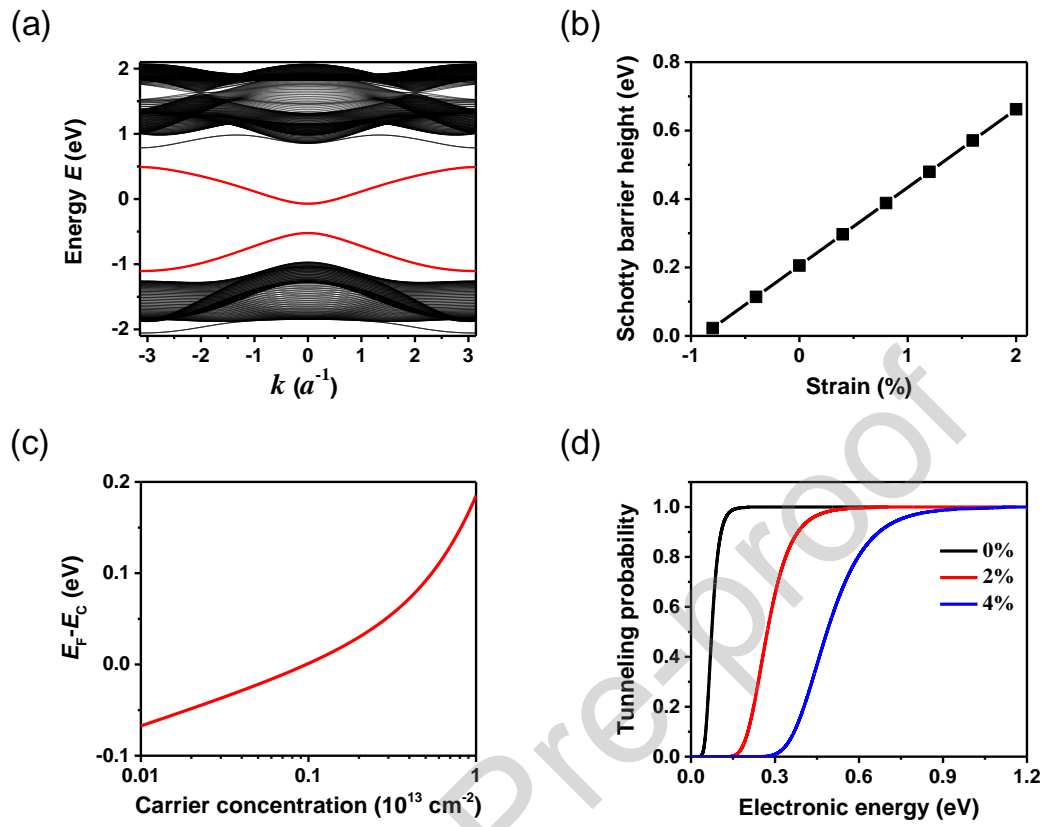 (a)
2
1
0
-1
-2
Energy E (eV)
-3 -2 -1 0 1 2 3
k (a⁻¹)
(b)
0.8
0.6
0.4
0.2
0.0
Schotty barrier height (eV)
-1 0 1 2
Strain (%)
(c)
0.2
0.1
0.0
-0.1
E_F-E_C (eV)
0.01 0.1 1
Carrier concentration (10¹³ cm⁻²)
(d)
1.0
0.8
0.6
0.4
0.2
0.0
Tunneling probability
0%
2%
4%
0.0 0.3 0.6 0.9 1.2
Electronic energy (eV)
Pre-proof